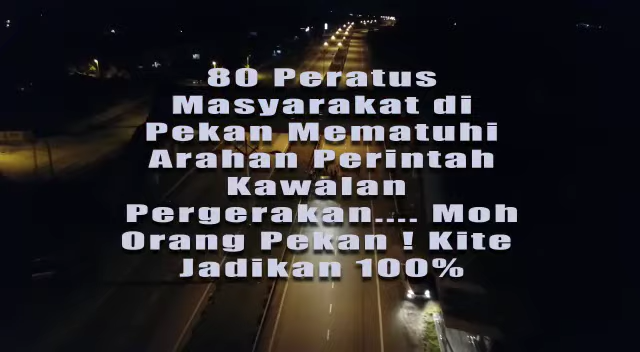 80 Peratus
Masyarakat di
Pekan Mematuhi
Arahan Perintah
Kawalan
Pergerakan.... Moh
Orang Pekan ! Kite
Jadikan 100%